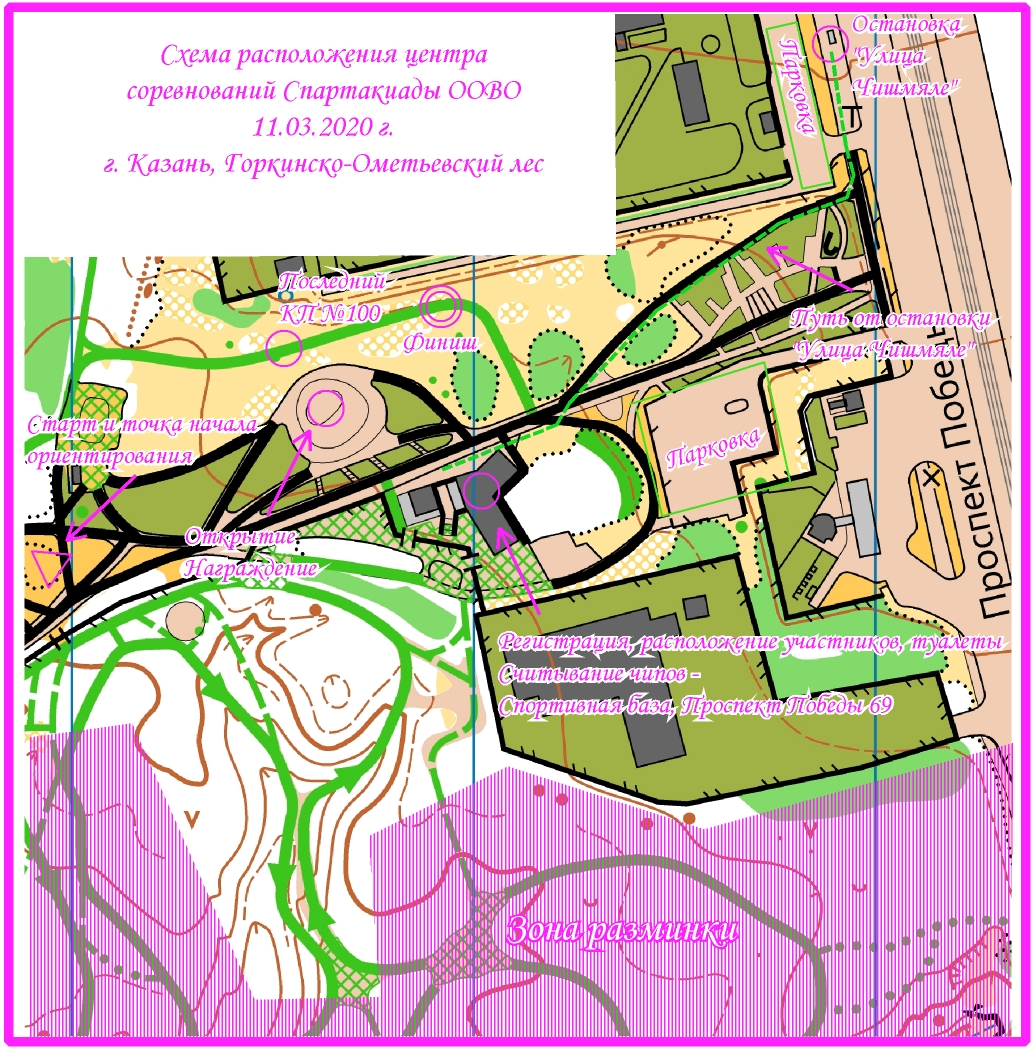 Схема расположения центра
соревнований Спартакиады ООВО
11.03.2020 г.
г. Казань, Горкинско-Ометьевский лес
Остановка
"Улица
Чишмяле"
Парковка
Последний
КП №100
Финиш
Путь от остановки
"Улица Чишмяле"
Старт и точка начала
ориентирования
Парковка
Проспект Победы
Открытие
Награждение
Регистрация, расположение участников, туалеты
Считывание чипов -
Спортивная база, Проспект Победы 69
Зона разминки